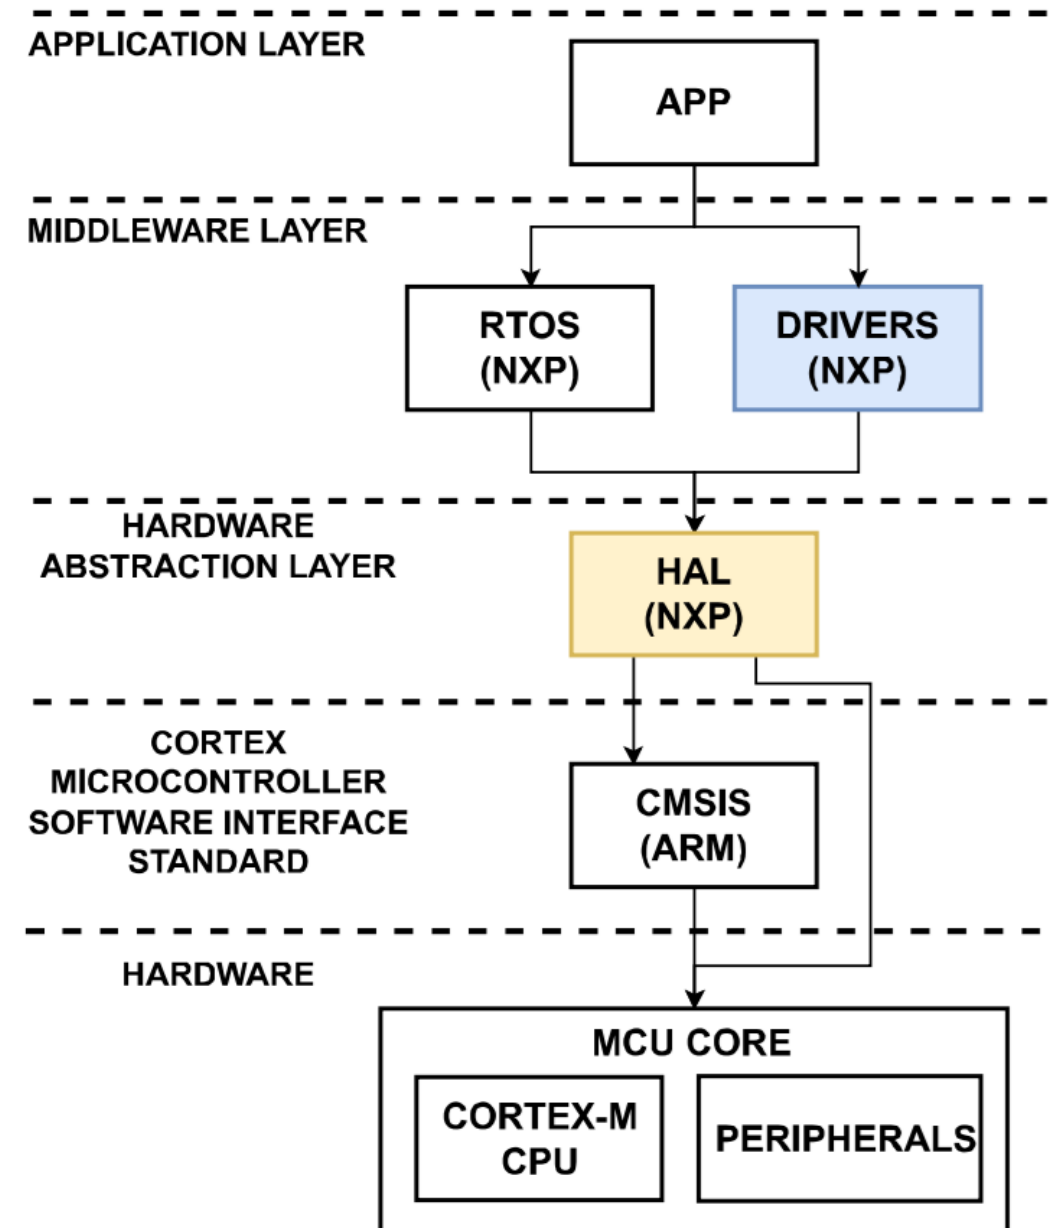 APPLICATION LAYER
APP
MIDDLEWARE LAYER
RTOS
(NXP)
DRIVERS
(NXP)
HARDWARE
ABSTRACTION LAYER
HAL
(NXP)
CORTEX
MICROCONTROLLER
SOFTWARE INTERFACE
STANDARD
CMSIS
(ARM)
HARDWARE
MCU CORE
CORTEX-M
CPU
PERIPHERALS